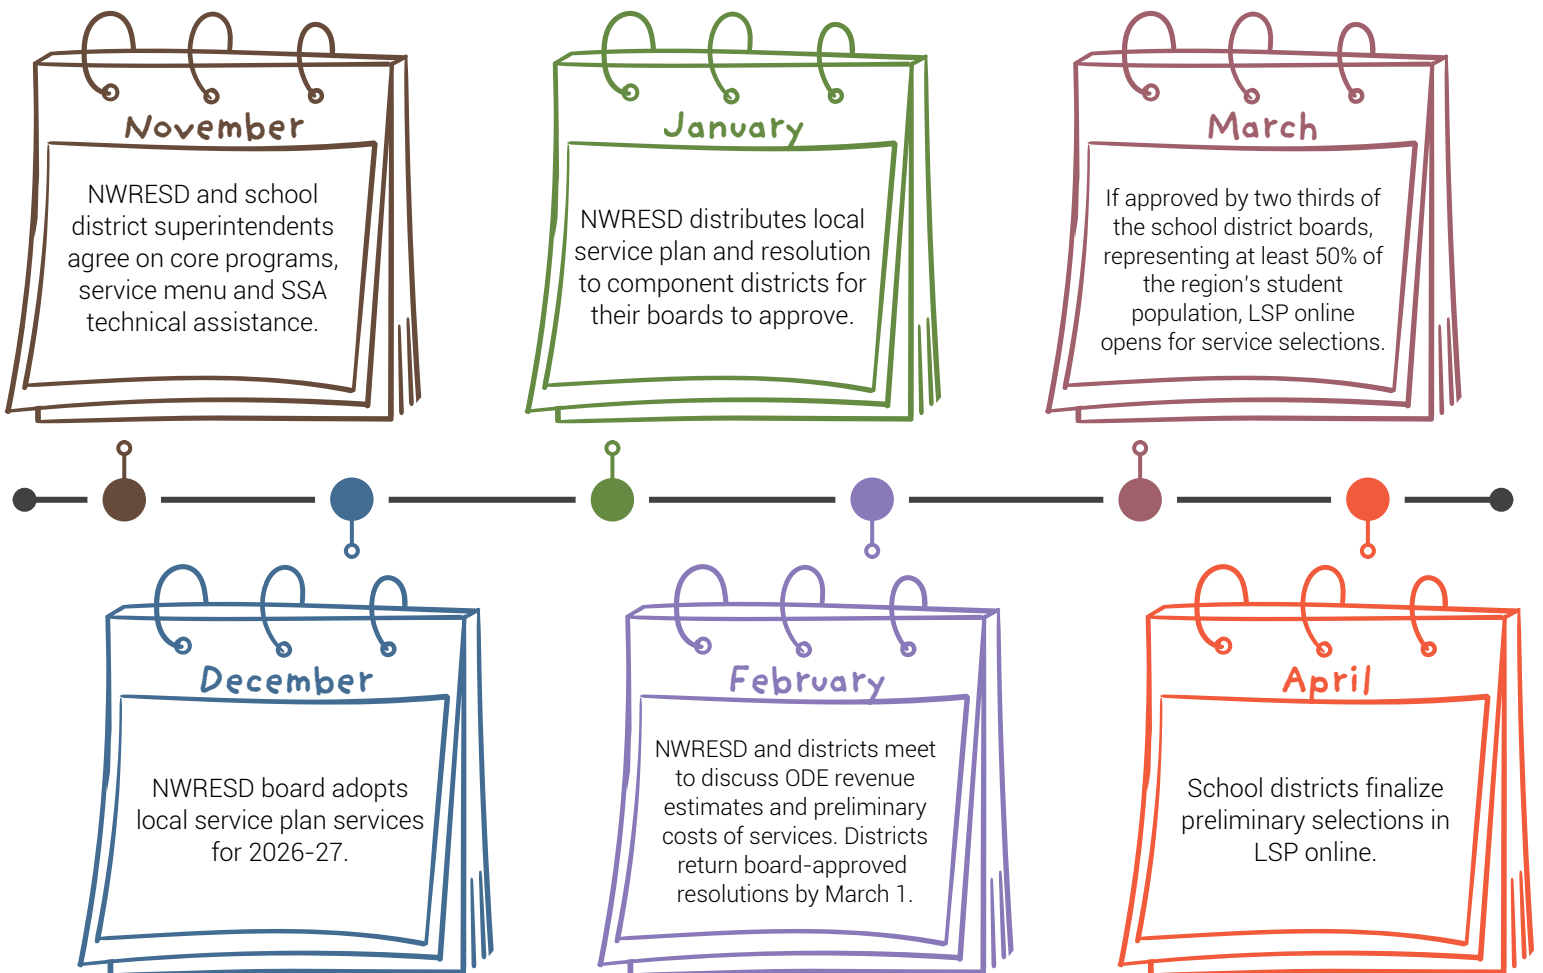 November
NWRESD and school
district superintendents
agree on core programs,
service menu and SSA
technical assistance.
January
NWRESD distributes local
service plan and resolution
to component districts for
their boards to approve.
March
If approved by two thirds of
the school district boards,
representing at least 50% of
the region's student
population, LSP online
opens for service selections.
December
NWRESD board adopts
local service plan services
for 2026-27.
February
NWRESD and districts meet
to discuss ODE revenue
estimates and preliminary
costs of services. Districts
return board-approved
resolutions by March 1.
April
School districts finalize
preliminary selections in
LSP online.